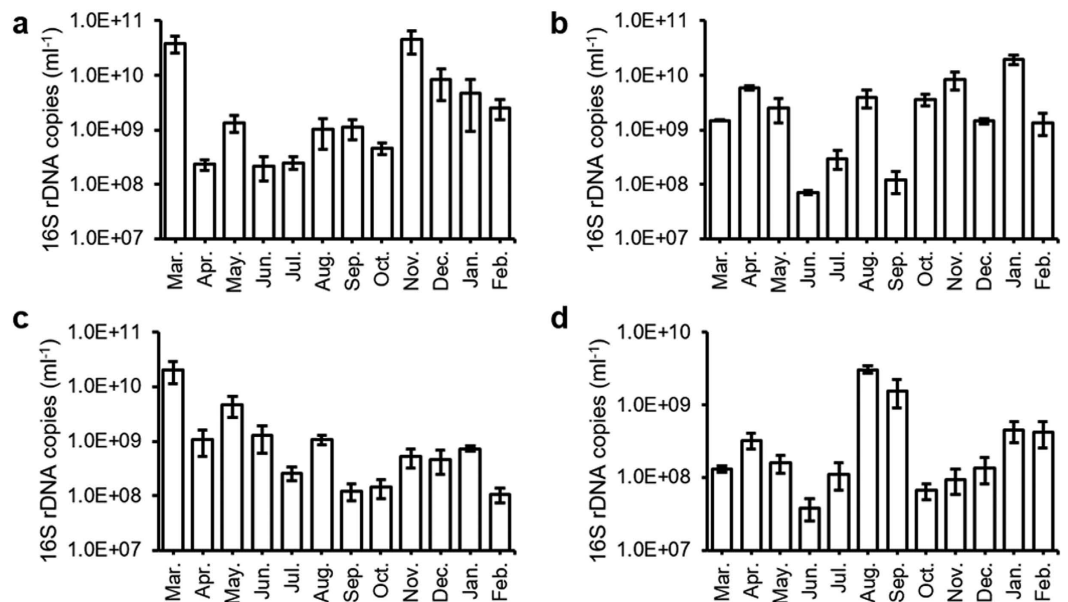 a
16S rDNA copies (ml-1)
1.0E+11
1.0E+10
1.0E+09
1.0E+08
1.0E+07
Mar. Apr. May. Jun. Jul. Aug. Sep. Oct. Nov. Dec. Jan. Feb.
b
16S rDNA copies (ml-1)
1.0E+11
1.0E+10
1.0E+09
1.0E+08
1.0E+07
Mar. Apr. May. Jun. Jul. Aug. Sep. Oct. Nov. Dec. Jan. Feb.
c
16S rDNA copies (ml-1)
1.0E+11
1.0E+10
1.0E+09
1.0E+08
1.0E+07
Mar. Apr. May. Jun. Jul. Aug. Sep. Oct. Nov. Dec. Jan. Feb.
d
16S rDNA copies (ml-1)
1.0E+10
1.0E+09
1.0E+08
1.0E+07
Mar. Apr. May. Jun. Jul. Aug. Sep. Oct. Nov. Dec. Jan. Feb.